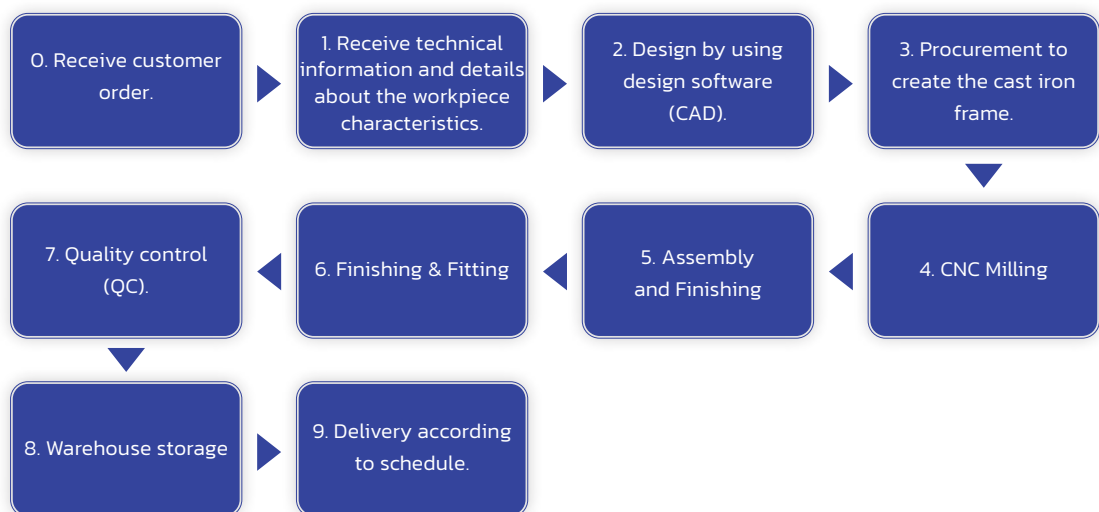 0. Receive customer
order.
1. Receive technical
information and details
about the workpiece
characteristics.
2. Design by using
design software
(CAD).
3. Procurement to
create the cast iron
frame.
4. CNC Milling
5. Assembly
and Finishing
6. Finishing & Fitting
7. Quality control
(QC).
8. Warehouse storage
9. Delivery according
to schedule.